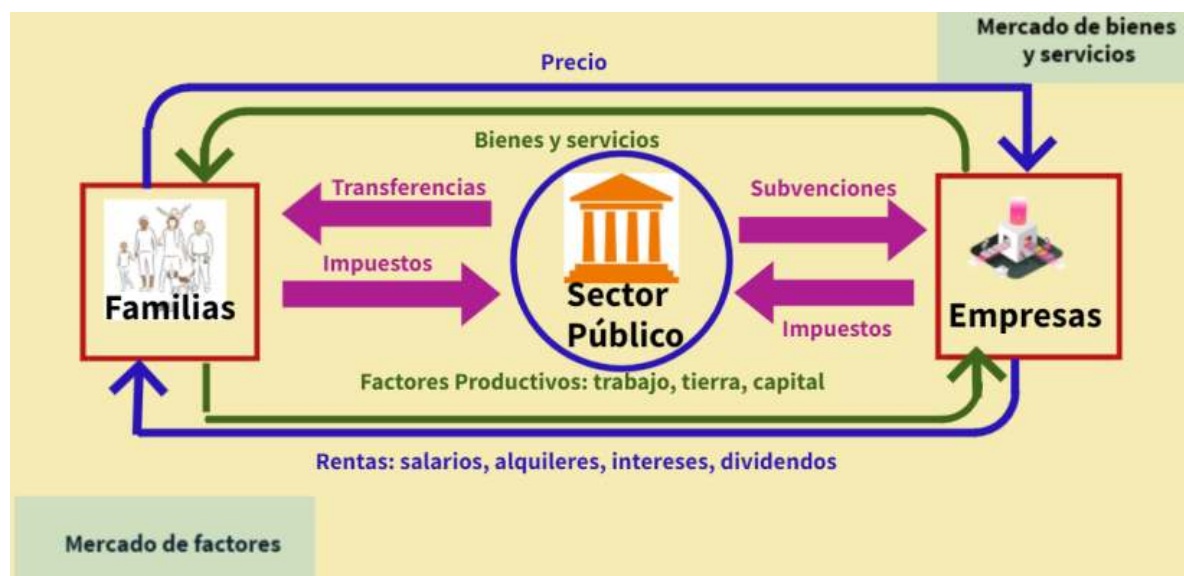 Mercado de bienes
y servicios
Precio
Bienes y servicios
Transferencias
Subvenciones
Impuestos
Familias
Sector
Público
Empresas
Impuestos
Factores Productivos: trabajo, tierra, capital
Rentas: salarios, alquileres, intereses, dividendos
Mercado de factores